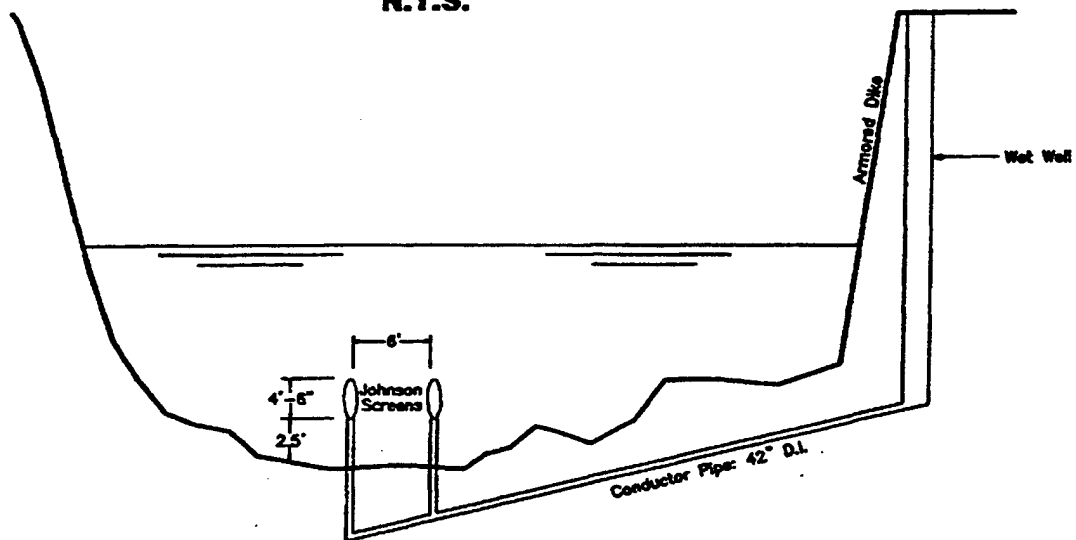 N.T.S.
Armored Dike
Wet Well
6'
4'-6"
Johnson
Screens
2.5'
Conductor Pipe: 42" D.I.